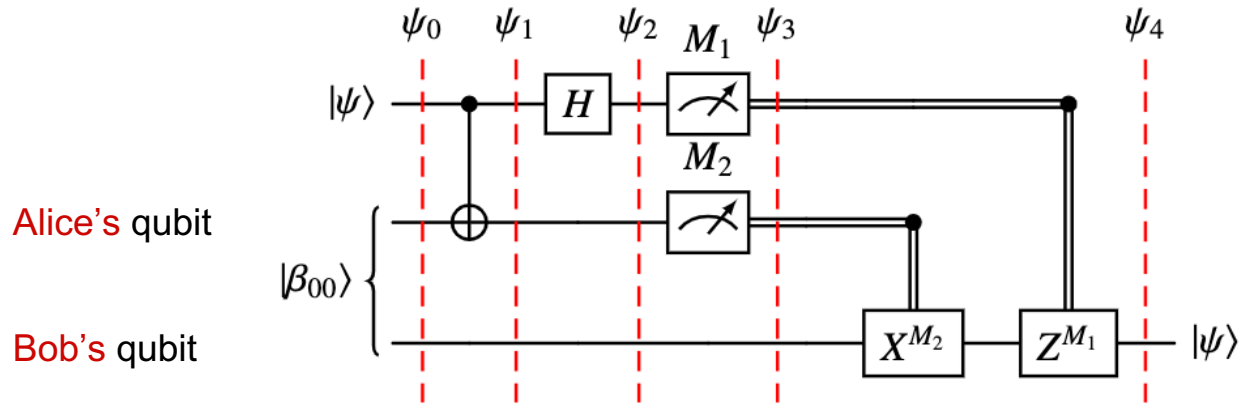 ψ₀ ψ₁ ψ₂ ψ₃ ψ₄
M₁
|ψ⟩ H
M₂
Alice's qubit
|β₀₀⟩
Bob's qubit X^{M₂} Z^{M₁} |ψ⟩